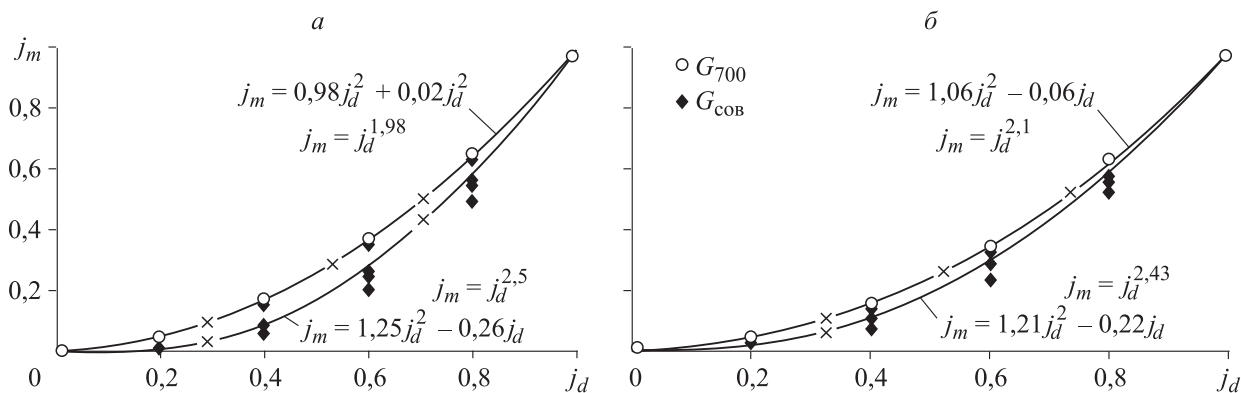 а
j_m
0,8
0,6
0,4
0,2
0
0,2
0,4
0,6
0,8
j_d
j_m = 0,98j_d^2 + 0,02j_d^2
j_m = j_d^{1,98}
j_m = j_d^{2,5}
j_m = 1,25j_d^2 – 0,26j_d
б
G_700
G_сов
j_m = 1,06j_d^2 – 0,06j_d
j_m = j_d^{2,1}
j_m = j_d^{2,43}
j_m = 1,21j_d^2 – 0,22j_d
0
0,2
0,4
0,6
0,8
j_d